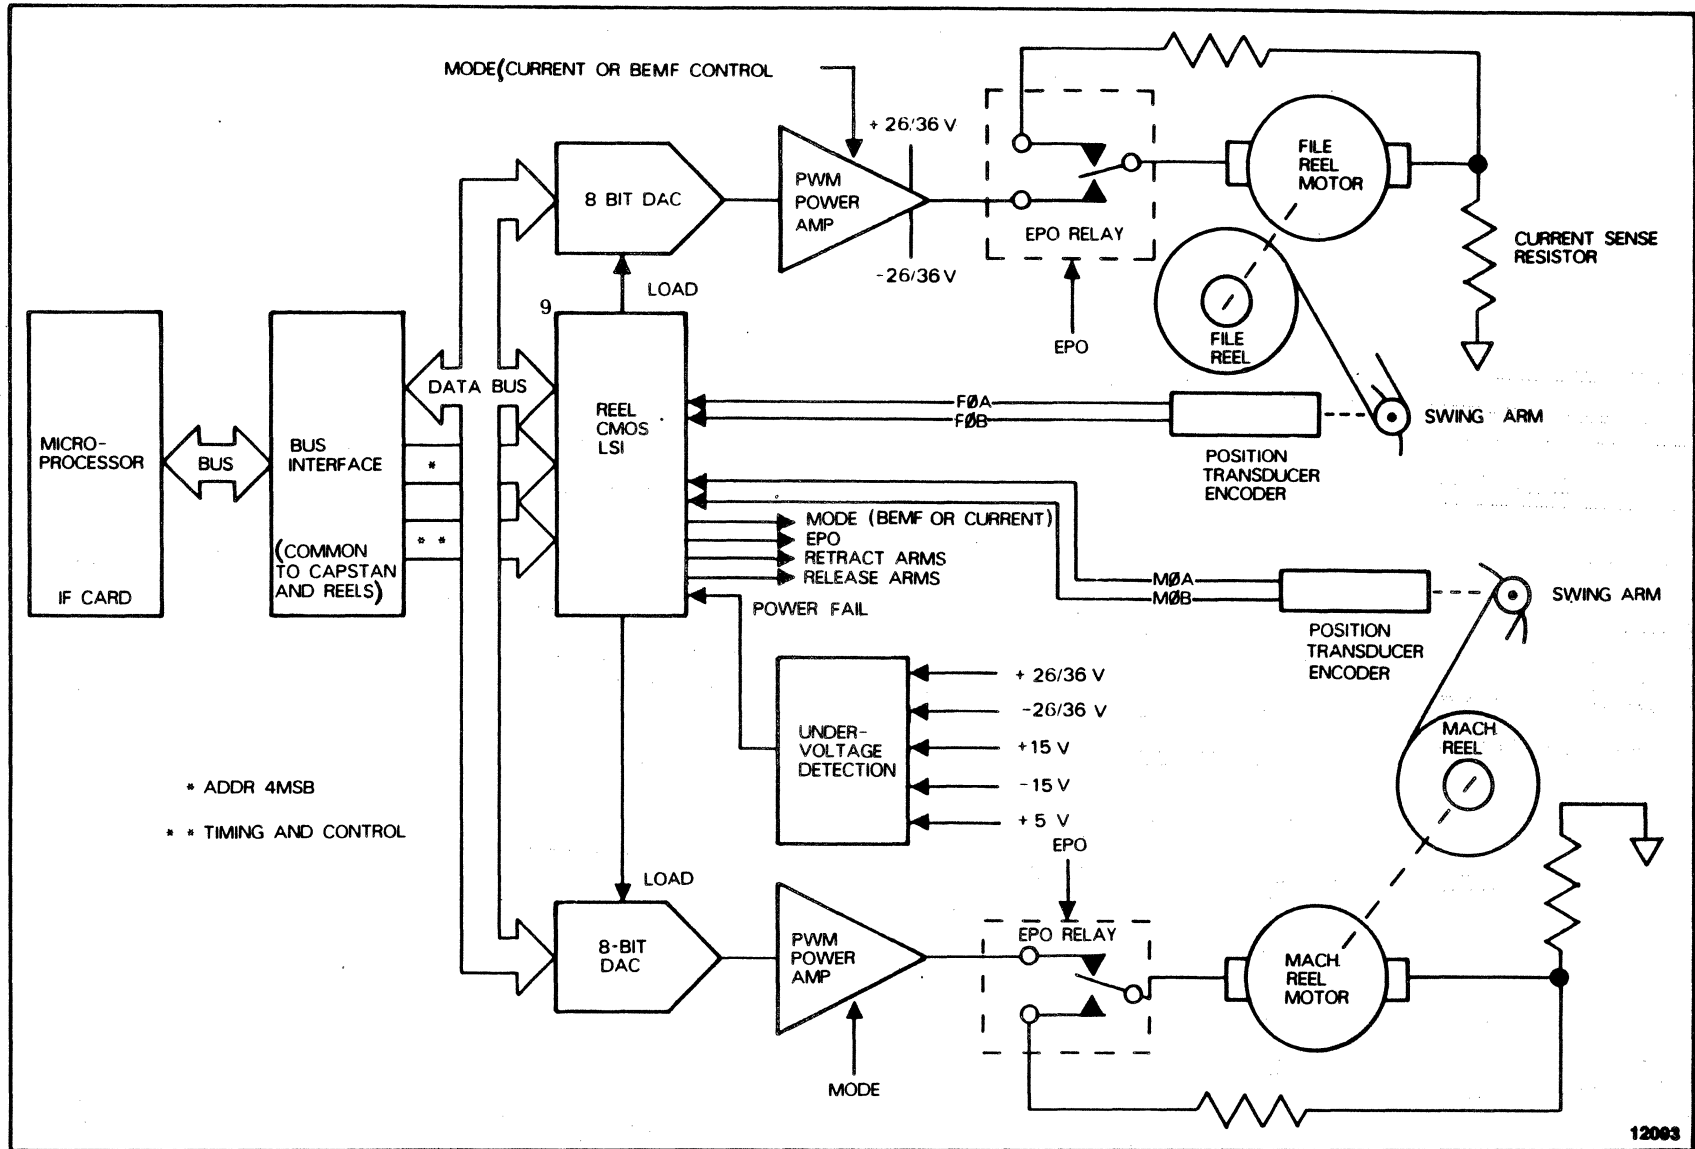 MODE(CURRENT OR BEMF CONTROL
+ 26/36 V
8 BIT DAC
PWM
POWER
AMP
-26/36 V
EPO RELAY
EPO
FILE
REEL
MOTOR
CURRENT SENSE
RESISTOR
FILE
REEL
LOAD
9
MICRO-
PROCESSOR
IF CARD
BUS
BUS
INTERFACE
(COMMON
TO CAPSTAN
AND REELS)
DATA BUS
*
* *
REEL
CMOS
LSI
FØA
FØB
POSITION
TRANSDUCER
ENCODER
SWING ARM
MODE (BEMF OR CURRENT)
EPO
RETRACT ARMS
RELEASE ARMS
POWER FAIL
MØA
MØB
POSITION
TRANSDUCER
ENCODER
SWING ARM
UNDER-
VOLTAGE
DETECTION
+ 26/36 V
-26/36 V
+15 V
-15 V
+ 5 V
MACH.
REEL
* ADDR 4MSB
* * TIMING AND CONTROL
LOAD
8-BIT
DAC
PWM
POWER
AMP
MODE
EPO
EPO RELAY
MACH.
REEL
MOTOR
12093